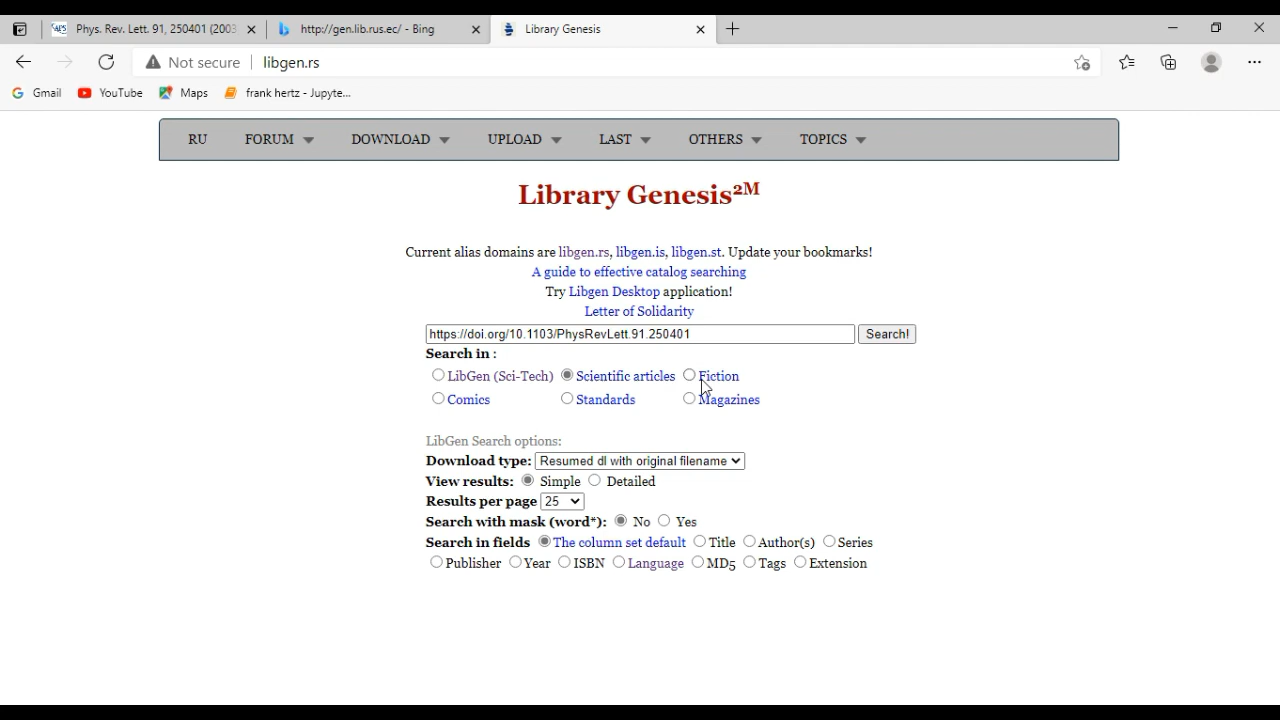 Phys. Rev. Lett. 91, 250401 (2003 http://gen.lib.rus.ec/ - Bing Library Genesis
Not secure libgen.rs
Gmail YouTube Maps frank hertz - Jupyte...
RU FORUM DOWNLOAD UPLOAD LAST OTHERS TOPICS
Library Genesis2M
Current alias domains are libgen.rs, libgen.is, libgen.st. Update your bookmarks!
A guide to effective catalog searching
Try Libgen Desktop application!
Letter of Solidarity
https://doi.org/10.1103/PhysRevLett.91.250401 Search!
Search in :
LibGen (Sci-Tech) Scientific articles Fiction
Comics Standards Magazines
LibGen Search options:
Download type: Resumed dl with original filename
View results: Simple Detailed
Results per page 25
Search with mask (word*): No Yes
Search in fields The column set default Title Author(s) Series
Publisher Year ISBN Language MD5 Tags Extension